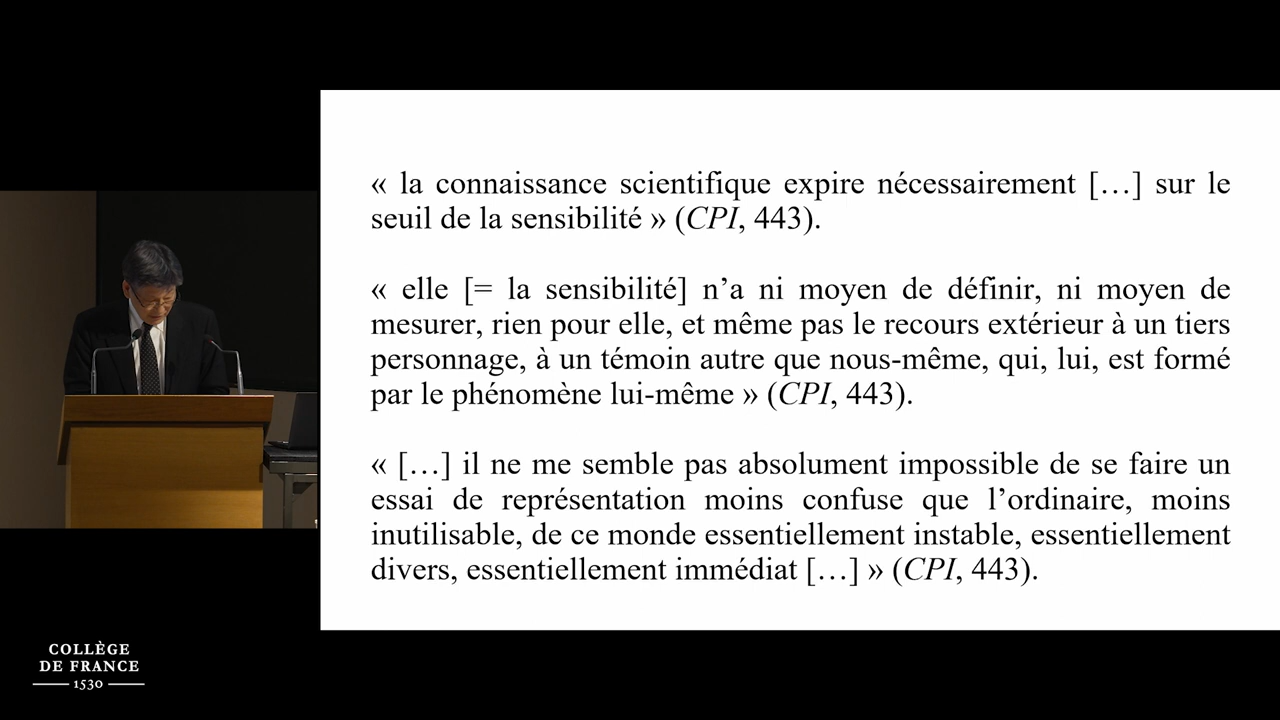 « la connaissance scientifique expire nécessairement […] sur le
seuil de la sensibilité » (CPI, 443).
« elle [= la sensibilité] n’a ni moyen de définir, ni moyen de
mesurer, rien pour elle, et même pas le recours extérieur à un tiers
personnage, à un témoin autre que nous-même, qui, lui, est formé
par le phénomène lui-même » (CPI, 443).
« […] il ne me semble pas absolument impossible de se faire un
essai de représentation moins confuse que l’ordinaire, moins
inutilisable, de ce monde essentiellement instable, essentiellement
divers, essentiellement immédiat […] » (CPI, 443).
COLLÈGE
DE FRANCE
1530